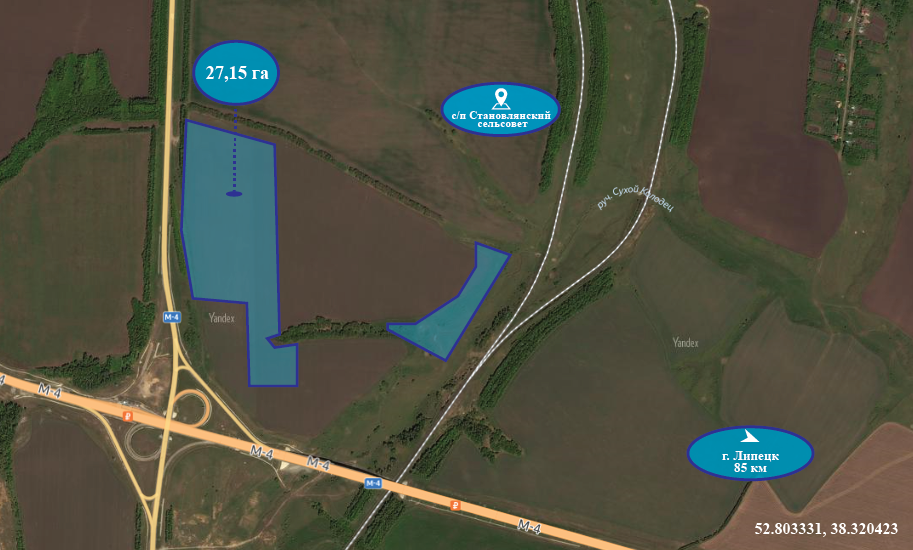 27,15 га
с/п Становлянский
сельсовет
руч. Сухой Колодец
М-4
Yandex
Yandex
М-4
М-4
₽
М-4
М-4
г. Липецк
85 км
М-4
₽
М-4
52.803331, 38.320423